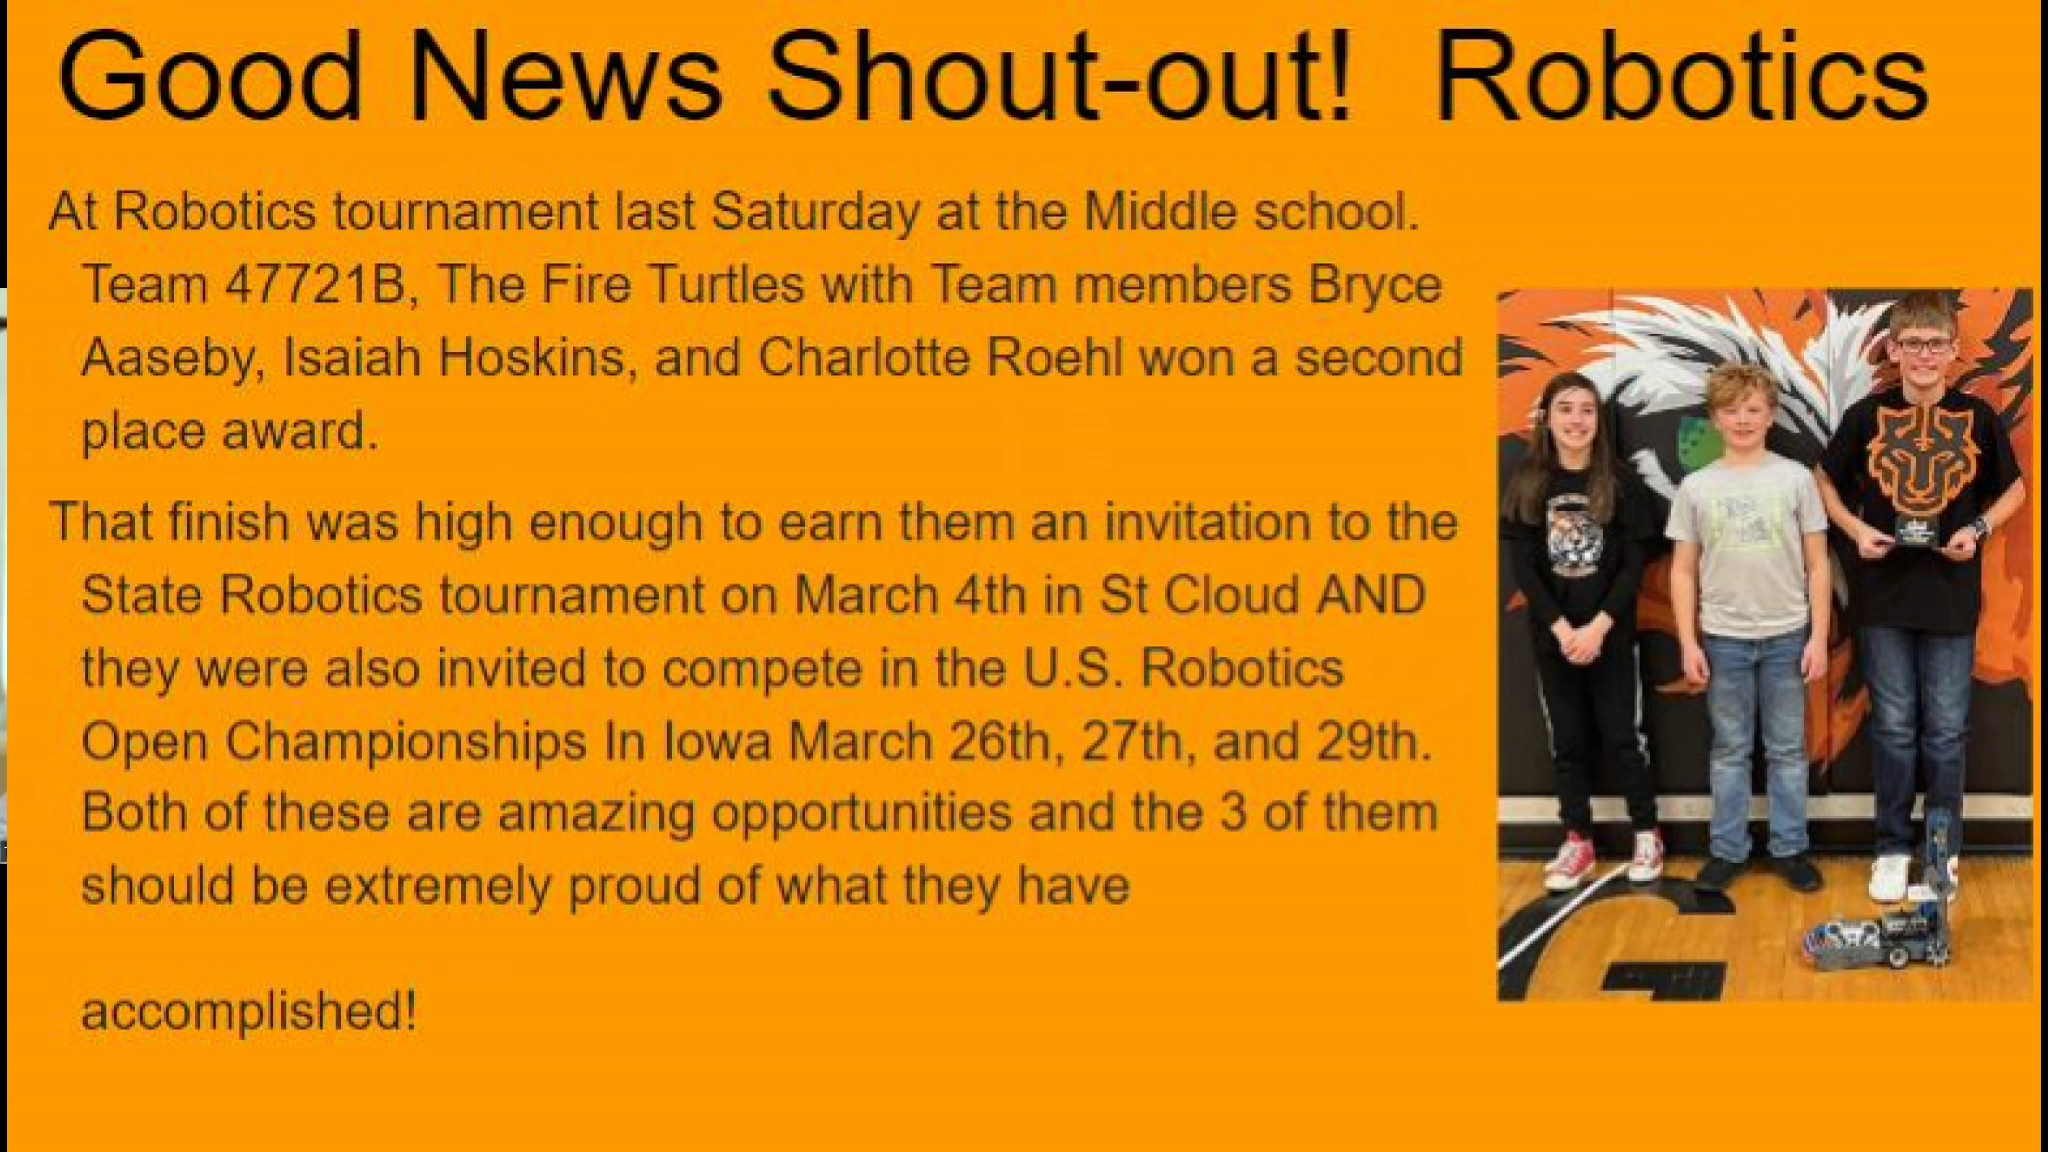 Good News Shout-out! Robotics
At Robotics tournament last Saturday at the Middle school.
Team 47721B, The Fire Turtles with Team members Bryce
Aaseby, Isaiah Hoskins, and Charlotte Roehl won a second
place award.
That finish was high enough to earn them an invitation to the
State Robotics tournament on March 4th in St Cloud AND
they were also invited to compete in the U.S. Robotics
Open Championships In Iowa March 26th, 27th, and 29th.
Both of these are amazing opportunities and the 3 of them
should be extremely proud of what they have
accomplished!